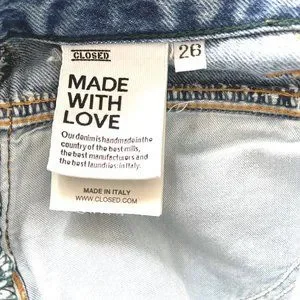 CLOSED
26
MADE
WITH
LOVE
Our denim is handmade in the
country of the best mills,
the best manufacturers and
the best laundries: in Italy.
MADE IN ITALY
WWW.CLOSED.COM